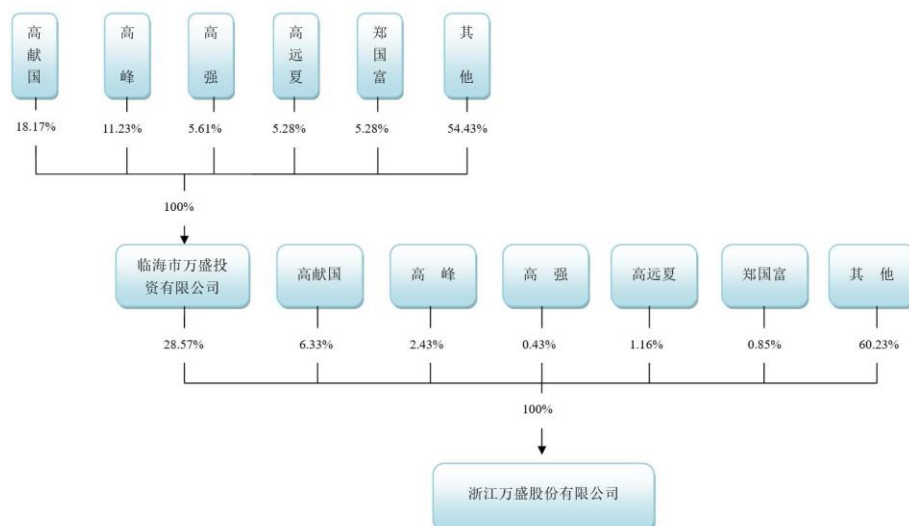 高献国 高峰 高强 高远夏 郑国富 其他
18.17% 11.23% 5.61% 5.28% 5.28% 54.43%
100%
临海市万盛投
资有限公司
高献国 高 峰 高 强 高远夏 郑国富 其 他
28.57% 6.33% 2.43% 0.43% 1.16% 0.85% 60.23%
100%
浙江万盛股份有限公司